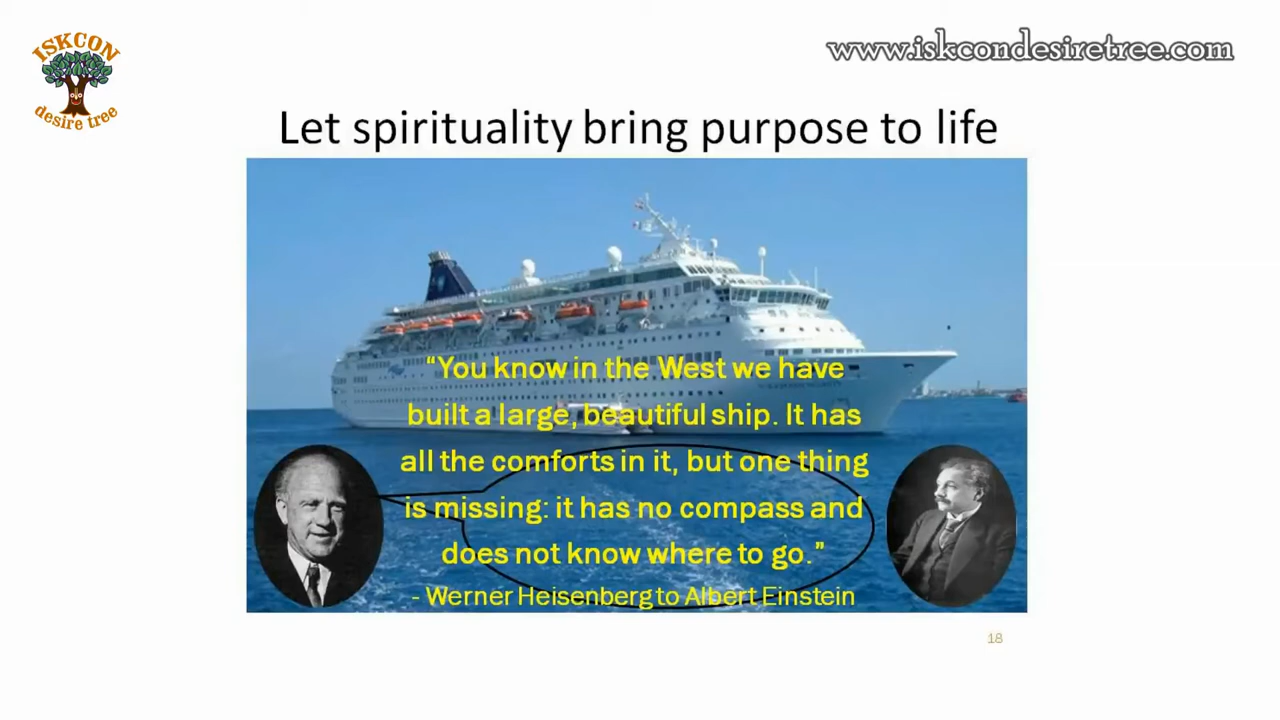 ISKCON
desire tree
www.iskcondesiretree.com
Let spirituality bring purpose to life
“You know in the West we have
built a large, beautiful ship. It has
all the comforts in it, but one thing
is missing: it has no compass and
does not know where to go.”
- Werner Heisenberg to Albert Einstein
18